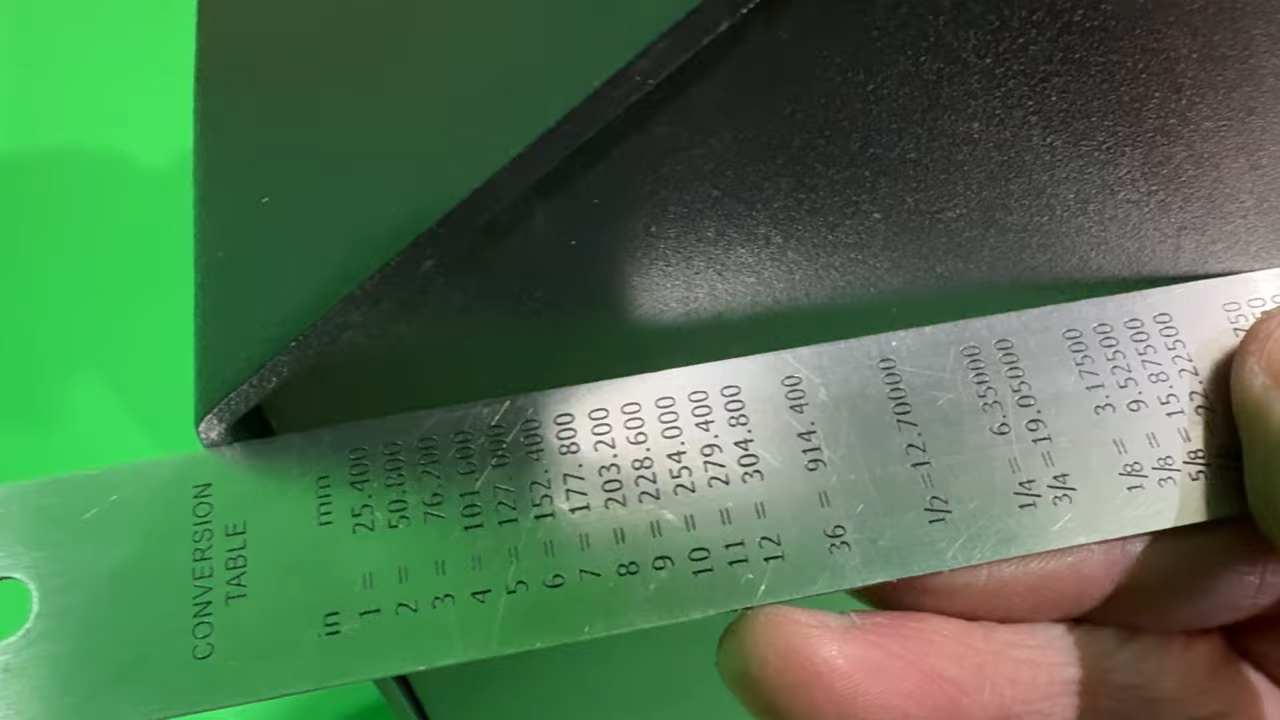 CONVERSION
TABLE
in mm
1 = 25.400
2 = 50.800
3 = 76.200
4 = 101.600
5 = 127.000
6 = 152.400
7 = 177.800
8 = 203.200
9 = 228.600
10 = 254.000
11 = 279.400
12 = 304.800
36 = 914.400
1/2 = 12.70000
1/4 = 6.35000
3/4 = 19.05000
1/8 = 3.17500
3/8 = 9.52500
5/8 = 15.87500